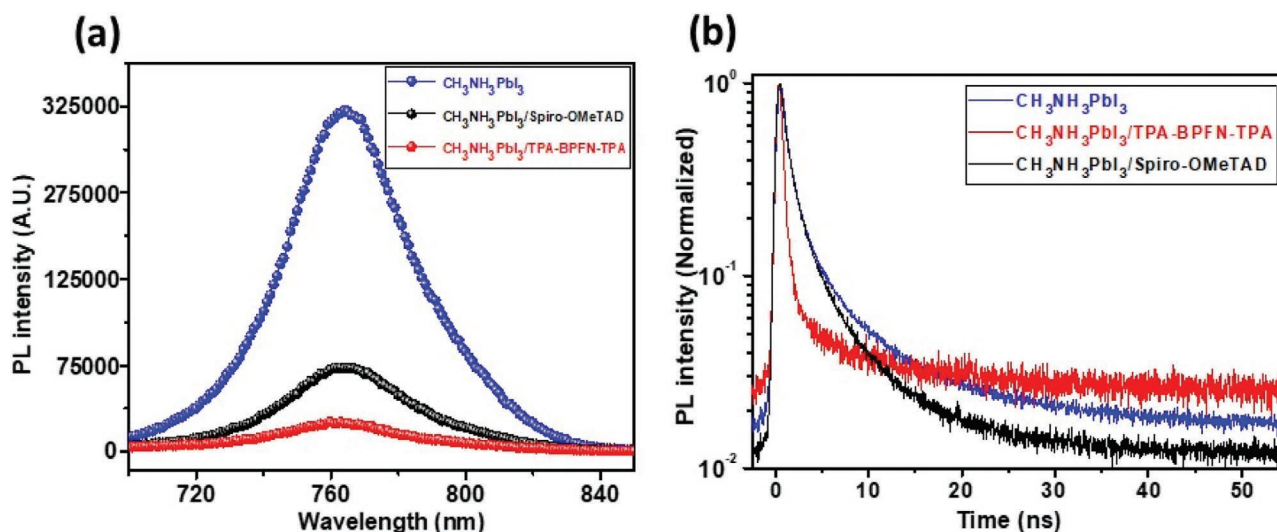 (a)
CH₃NH₃PbI₃
CH₃NH₃PbI₃/Spiro-OMeTAD
CH₃NH₃PbI₃/TPA-BPFN-TPA
325000
275000
125000
75000
0
PL intensity (A.U.)
720 760 800 840
Wavelength (nm)
(b)
CH₃NH₃PbI₃
CH₃NH₃PbI₃/TPA-BPFN-TPA
CH₃NH₃PbI₃/Spiro-OMeTAD
10⁰
10⁻¹
10⁻²
PL intensity (Normalized)
0 10 20 30 40 50
Time (ns)